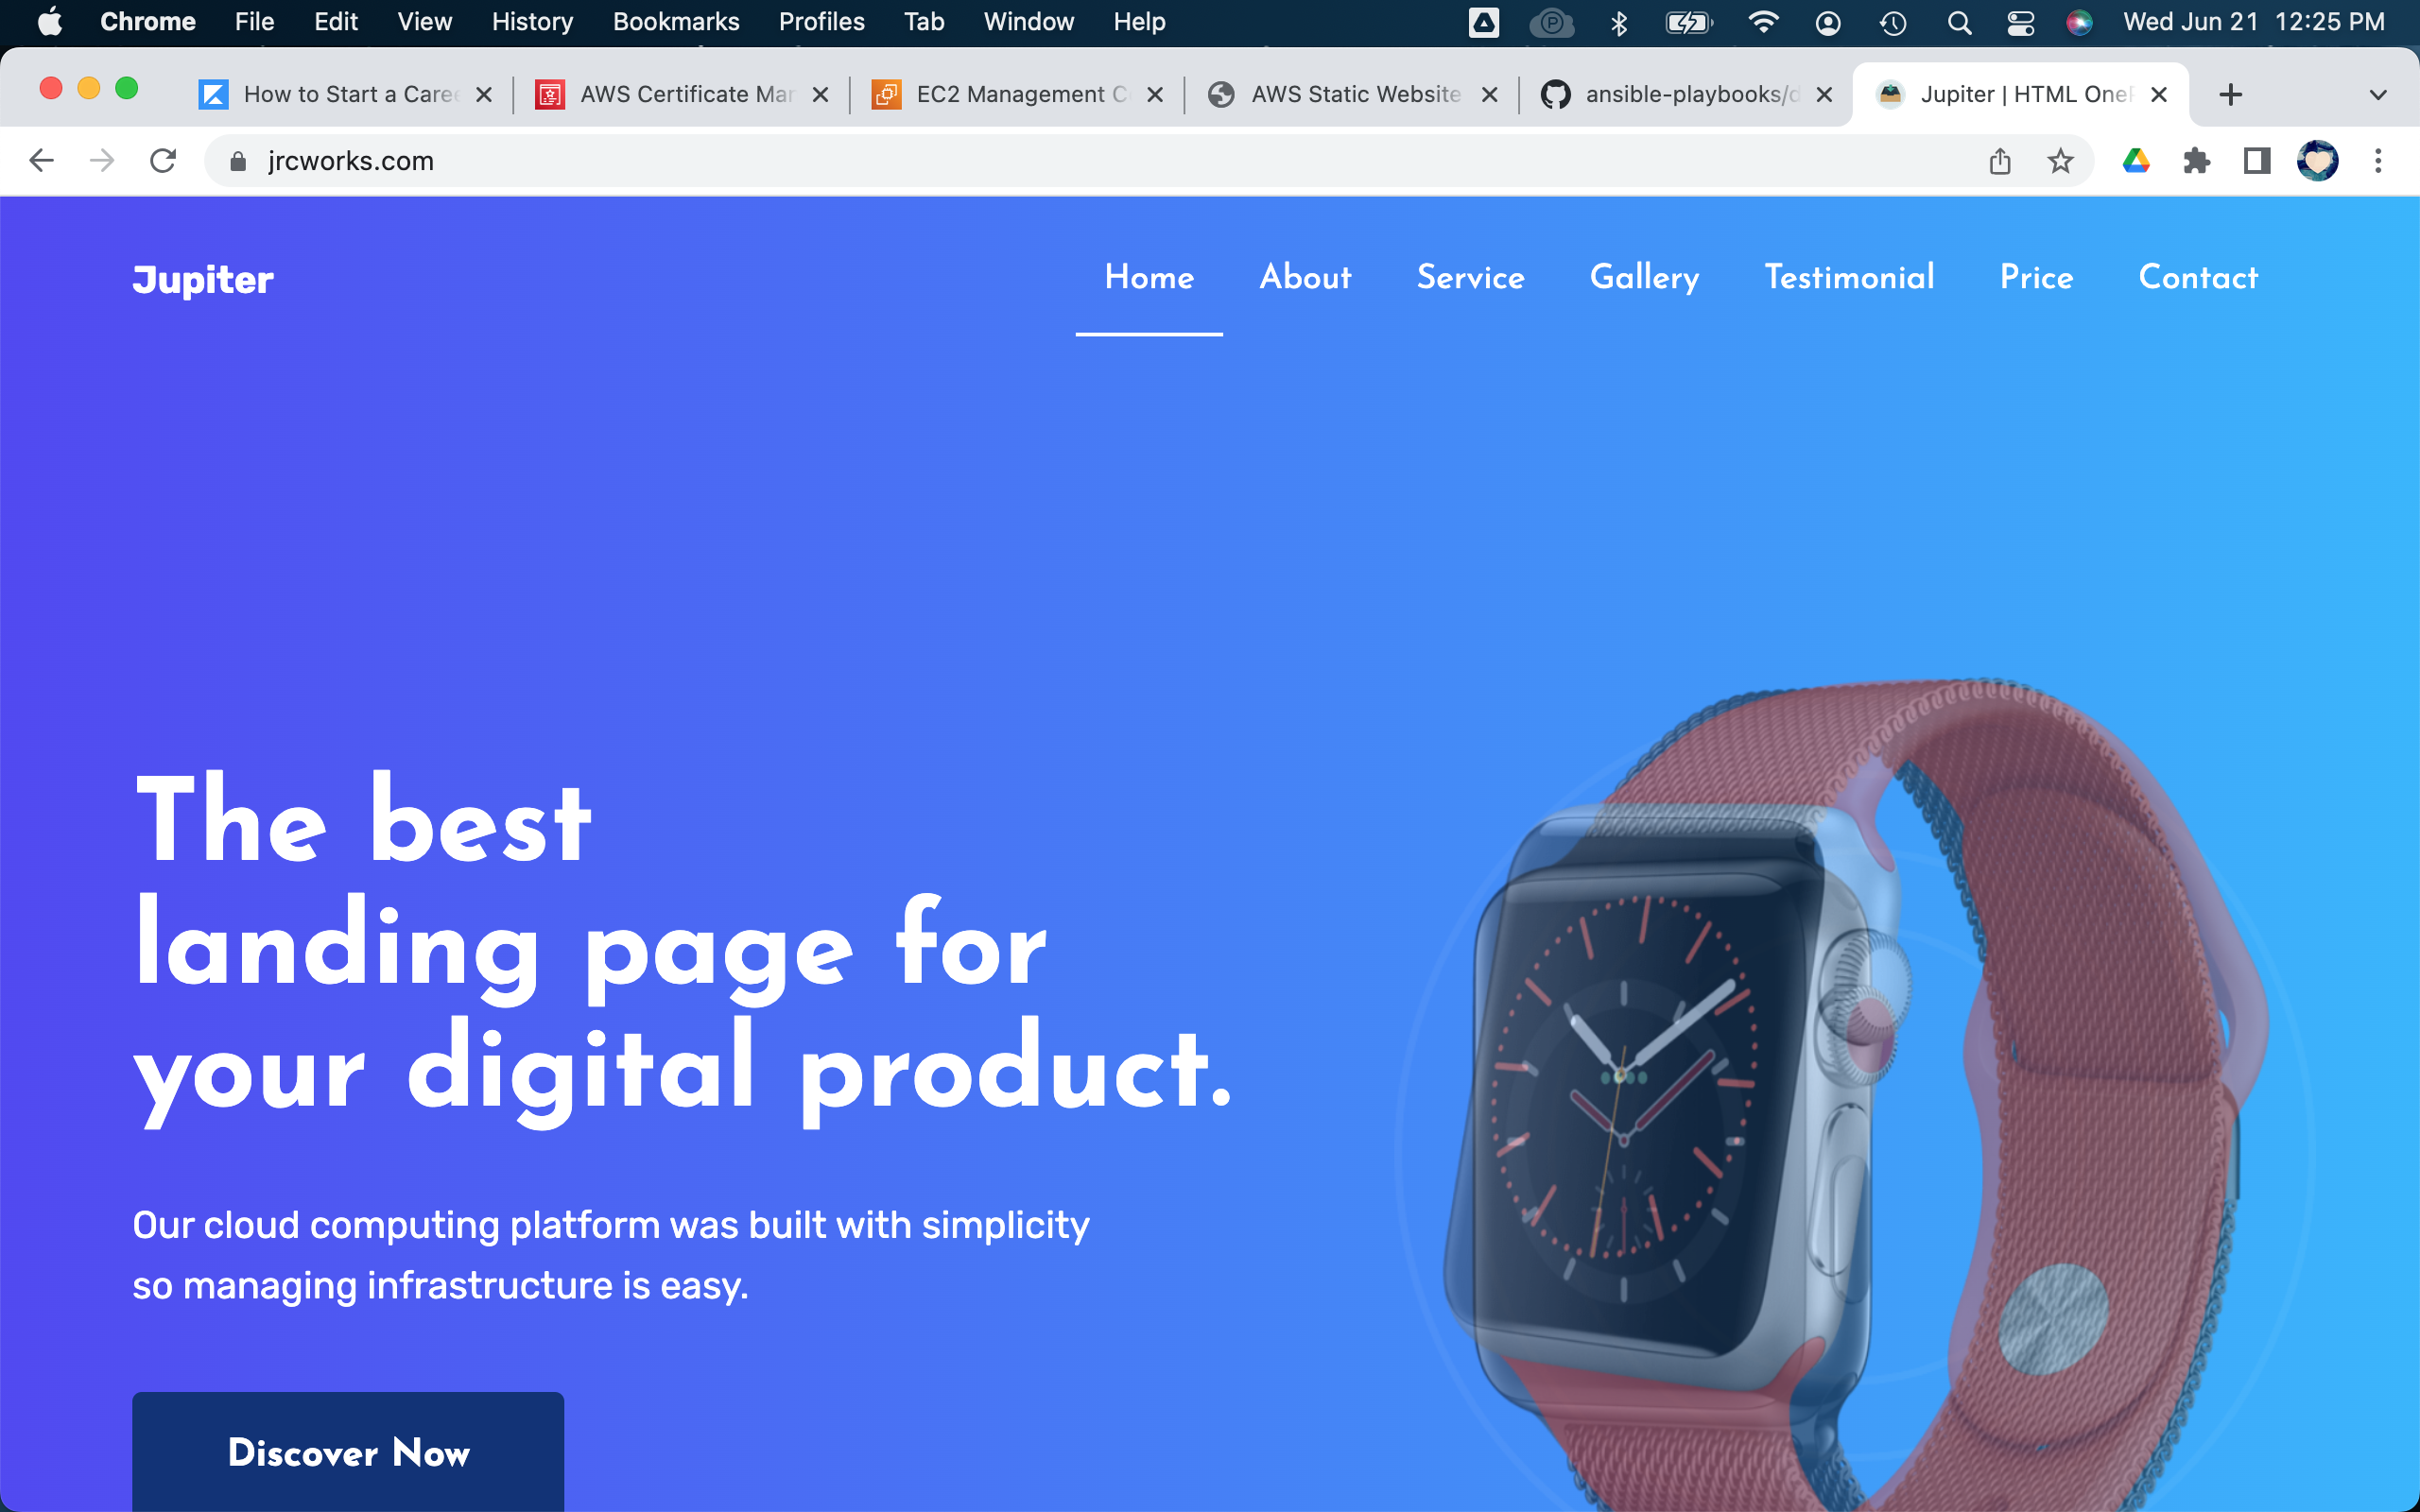 Chrome File Edit View History Bookmarks Profiles Tab Window Help Wed Jun 21 12:25 PM
How to Start a Caree AWS Certificate Man EC2 Management C AWS Static Website ansible-playbooks/d Jupiter | HTML OneP
jrcworks.com
Jupiter Home About Service Gallery Testimonial Price Contact
The best
landing page for
your digital product.
Our cloud computing platform was built with simplicity
so managing infrastructure is easy.
Discover Now